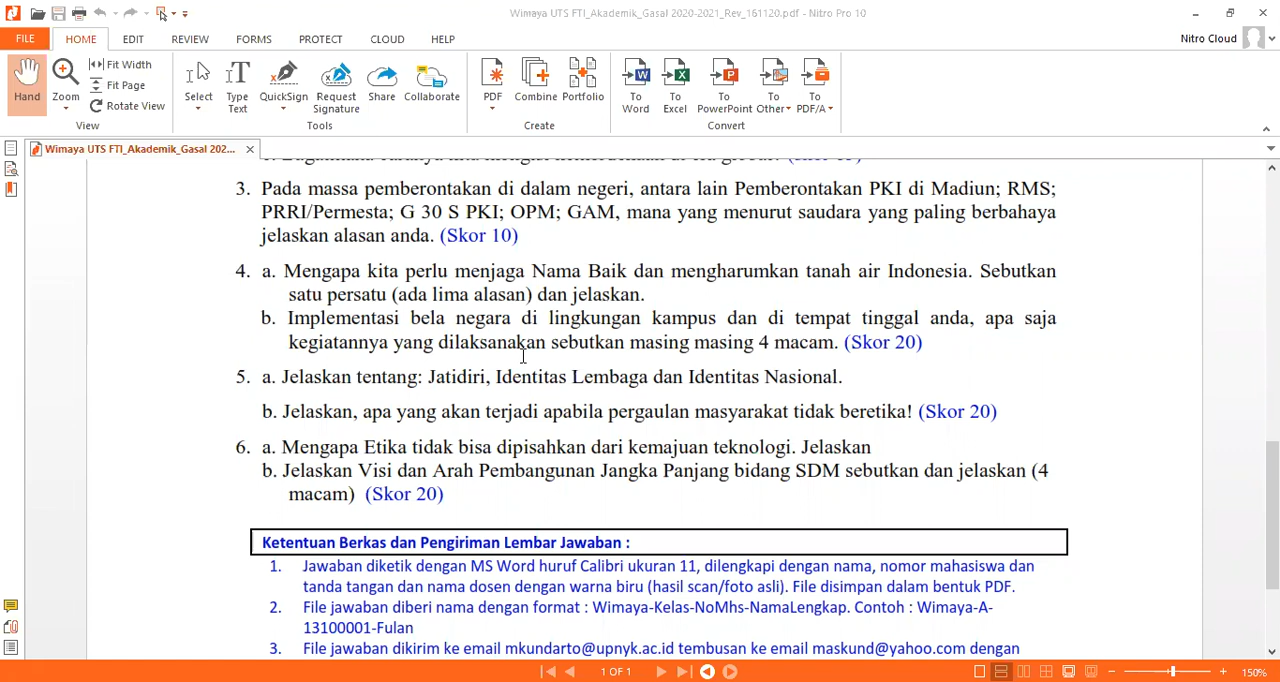 Wimaya UTS FTI_Akademik_Gasal 2020-2021_Rev_161120.pdf - Nitro Pro 10
FILE HOME EDIT REVIEW FORMS PROTECT CLOUD HELP Nitro Cloud
Hand
Zoom
Fit Width
Fit Page
Rotate View
View
Select
Type Text
QuickSign
Request Signature
Share
Collaborate
Tools
PDF
Combine
Portfolio
Create
To Word
To Excel
To PowerPoint
To Other
To PDF/A
Convert
Wimaya UTS FTI_Akademik_Gasal 202...
3. Pada massa pemberontakan di dalam negeri, antara lain Pemberontakan PKI di Madiun; RMS;
PRRI/Permesta; G 30 S PKI; OPM; GAM, mana yang menurut saudara yang paling berbahaya
jelaskan alasan anda. (Skor 10)
4. a. Mengapa kita perlu menjaga Nama Baik dan mengharumkan tanah air Indonesia. Sebutkan
satu persatu (ada lima alasan) dan jelaskan.
b. Implementasi bela negara di lingkungan kampus dan di tempat tinggal anda, apa saja
kegiatannya yang dilaksanakan sebutkan masing masing 4 macam. (Skor 20)
5. a. Jelaskan tentang: Jatidiri, Identitas Lembaga dan Identitas Nasional.
b. Jelaskan, apa yang akan terjadi apabila pergaulan masyarakat tidak beretika! (Skor 20)
6. a. Mengapa Etika tidak bisa dipisahkan dari kemajuan teknologi. Jelaskan
b. Jelaskan Visi dan Arah Pembangunan Jangka Panjang bidang SDM sebutkan dan jelaskan (4
macam) (Skor 20)
Ketentuan Berkas dan Pengiriman Lembar Jawaban :
1. Jawaban diketik dengan MS Word huruf Calibri ukuran 11, dilengkapi dengan nama, nomor mahasiswa dan
tanda tangan dan nama dosen dengan warna biru (hasil scan/foto asli). File disimpan dalam bentuk PDF.
2. File jawaban diberi nama dengan format : Wimaya-Kelas-NoMhs-NamaLengkap. Contoh : Wimaya-A-
13100001-Fulan
3. File jawaban dikirim ke email mkundarto@upnyk.ac.id tembusan ke email maskund@yahoo.com dengan
1 OF 1
150%